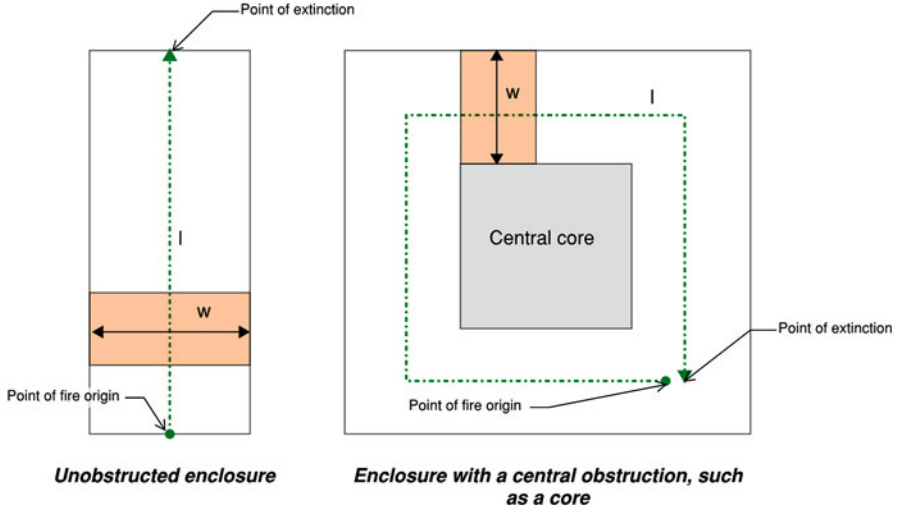 Point of extinction
w
l
l
Central core
w
Point of extinction
Point of fire origin
Point of fire origin
Unobstructed enclosure
Enclosure with a central obstruction, such
as a core